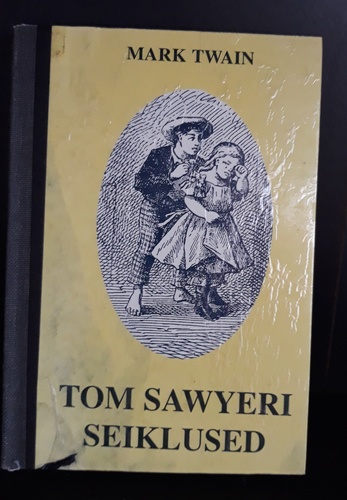 MARK TWAIN
TOM SAWYERI
SEIKLUSED